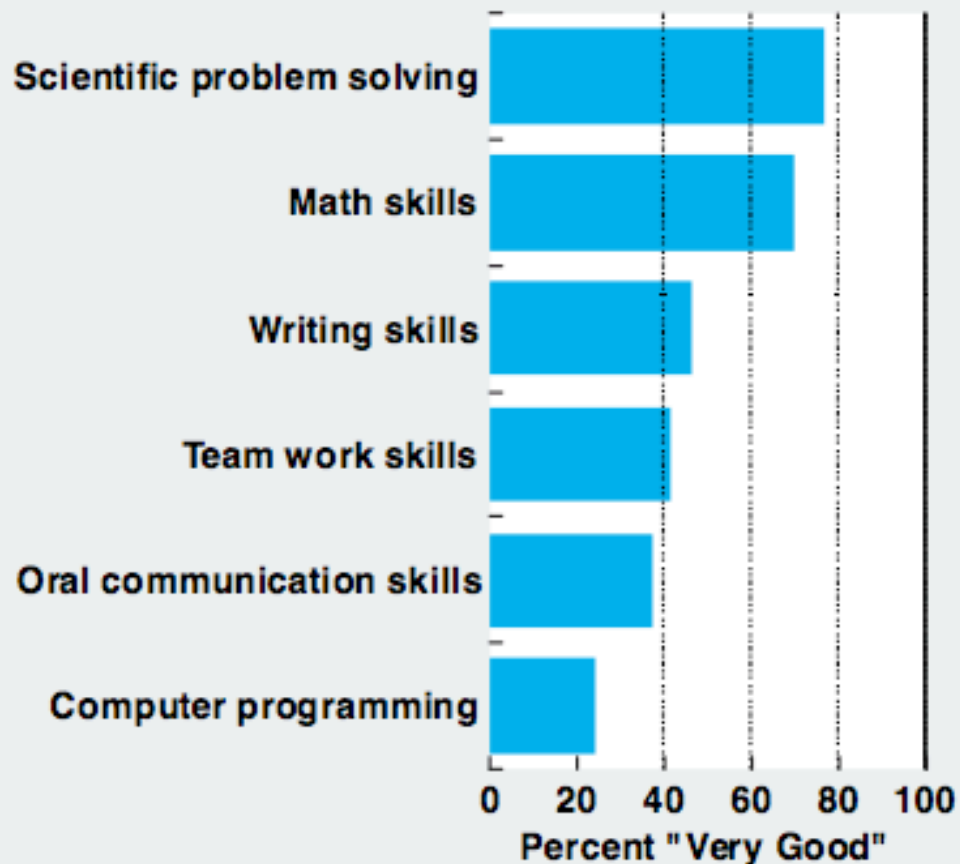 Scientific problem solving
Math skills
Writing skills
Team work skills
Oral communication skills
Computer programming
0 20 40 60 80 100
Percent "Very Good"